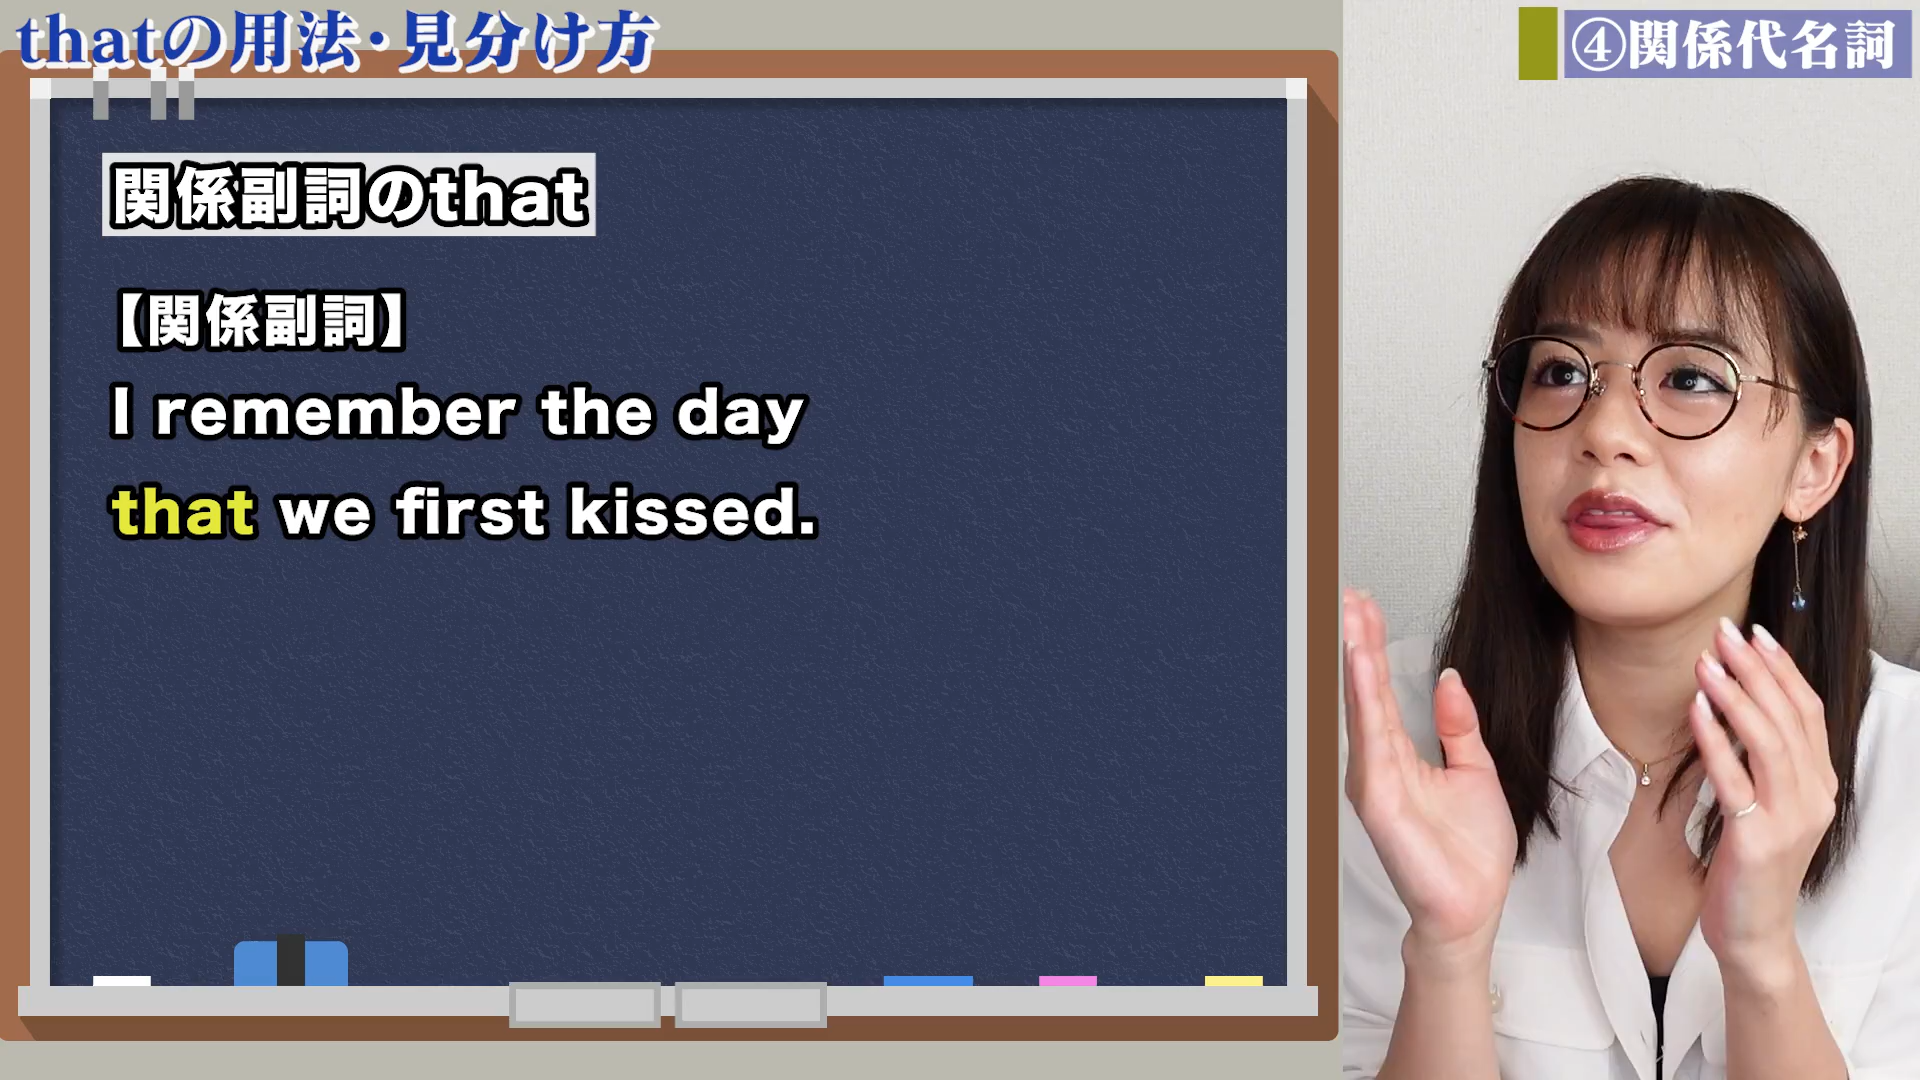 thatの用法・見分け方
④関係代名詞
関係副詞のthat
【関係副詞】
I remember the day
that we first kissed.